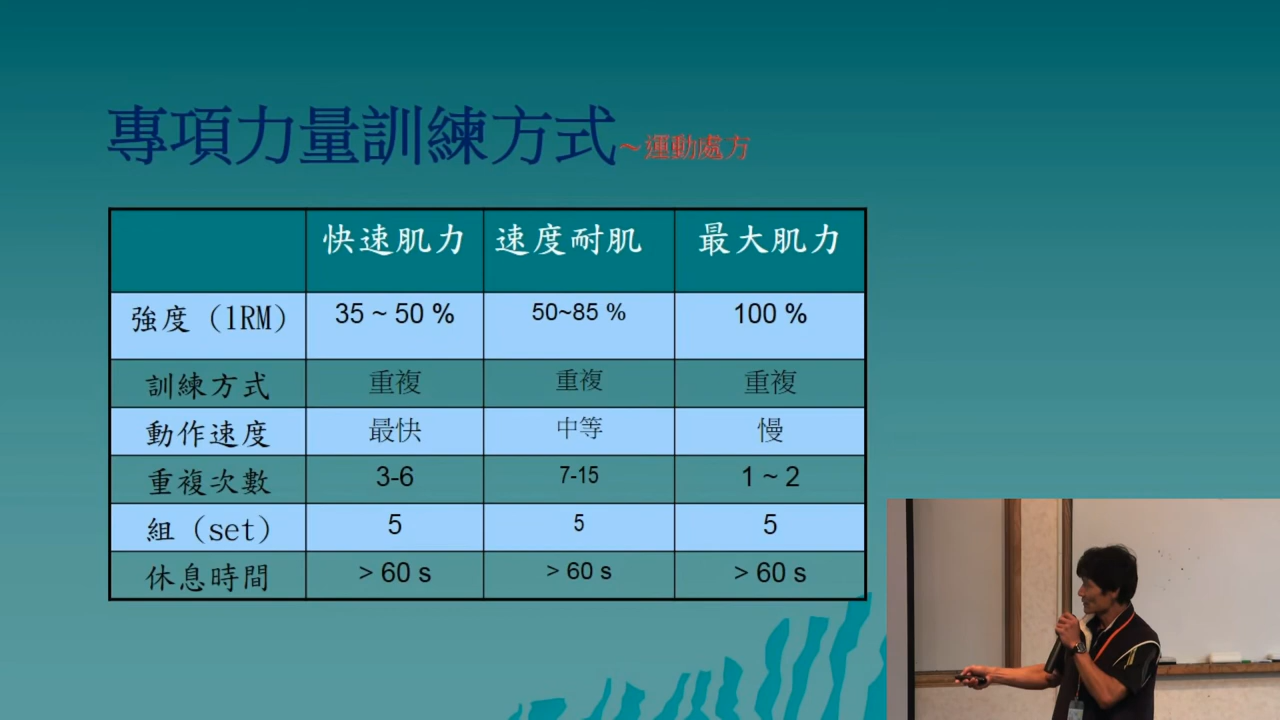 專項力量訓練方式~運動處方
快速肌力 速度耐肌 最大肌力
強度（1RM） 35 ~ 50 % 50~85 % 100 %
訓練方式 重複 重複 重複
動作速度 最快 中等 慢
重複次數 3-6 7-15 1 ~ 2
組（set） 5 5 5
休息時間 > 60 s > 60 s > 60 s